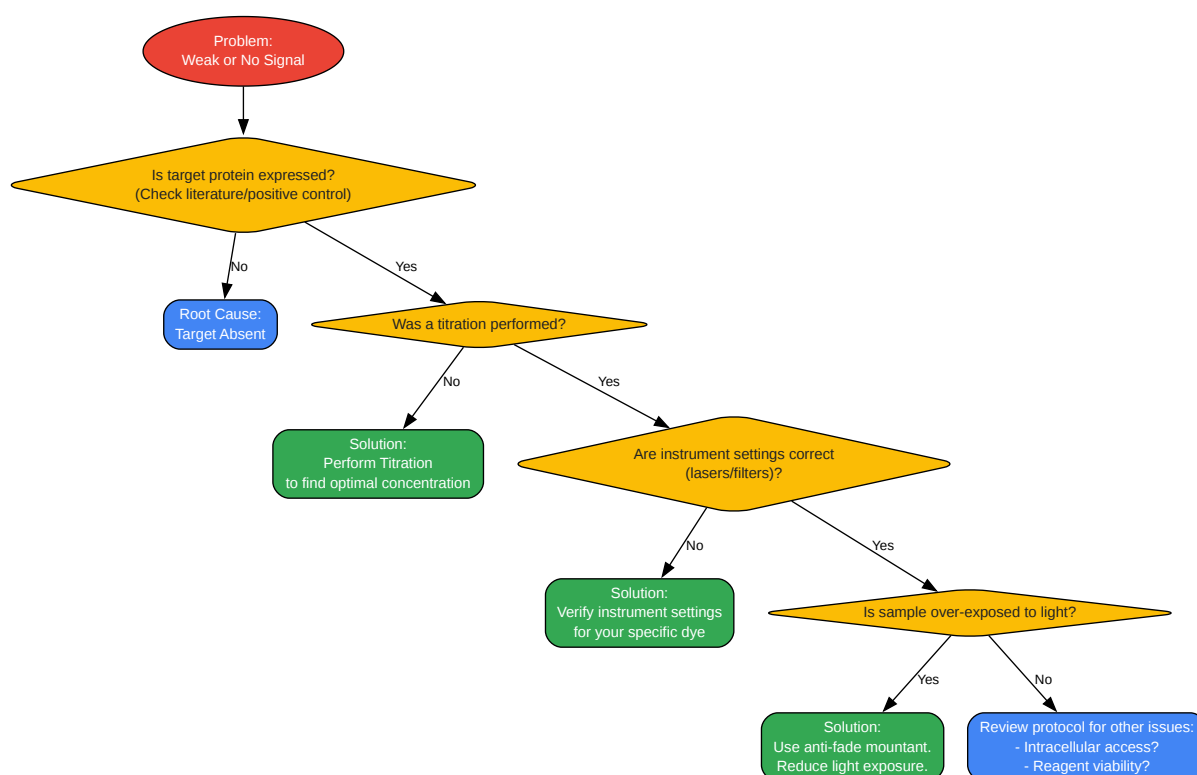 Problem:
Weak or No Signal
Is target protein expressed?
(Check literature/positive control)
No
Yes
Root Cause:
Target Absent
Was a titration performed?
No
Yes
Solution:
Perform Titration
to find optimal concentration
Are instrument settings correct
(lasers/filters)?
No
Yes
Solution:
Verify instrument settings
for your specific dye
Is sample over-exposed to light?
Yes
No
Solution:
Use anti-fade mountant.
Reduce light exposure.
Review protocol for other issues:
- Intracellular access?
- Reagent viability?